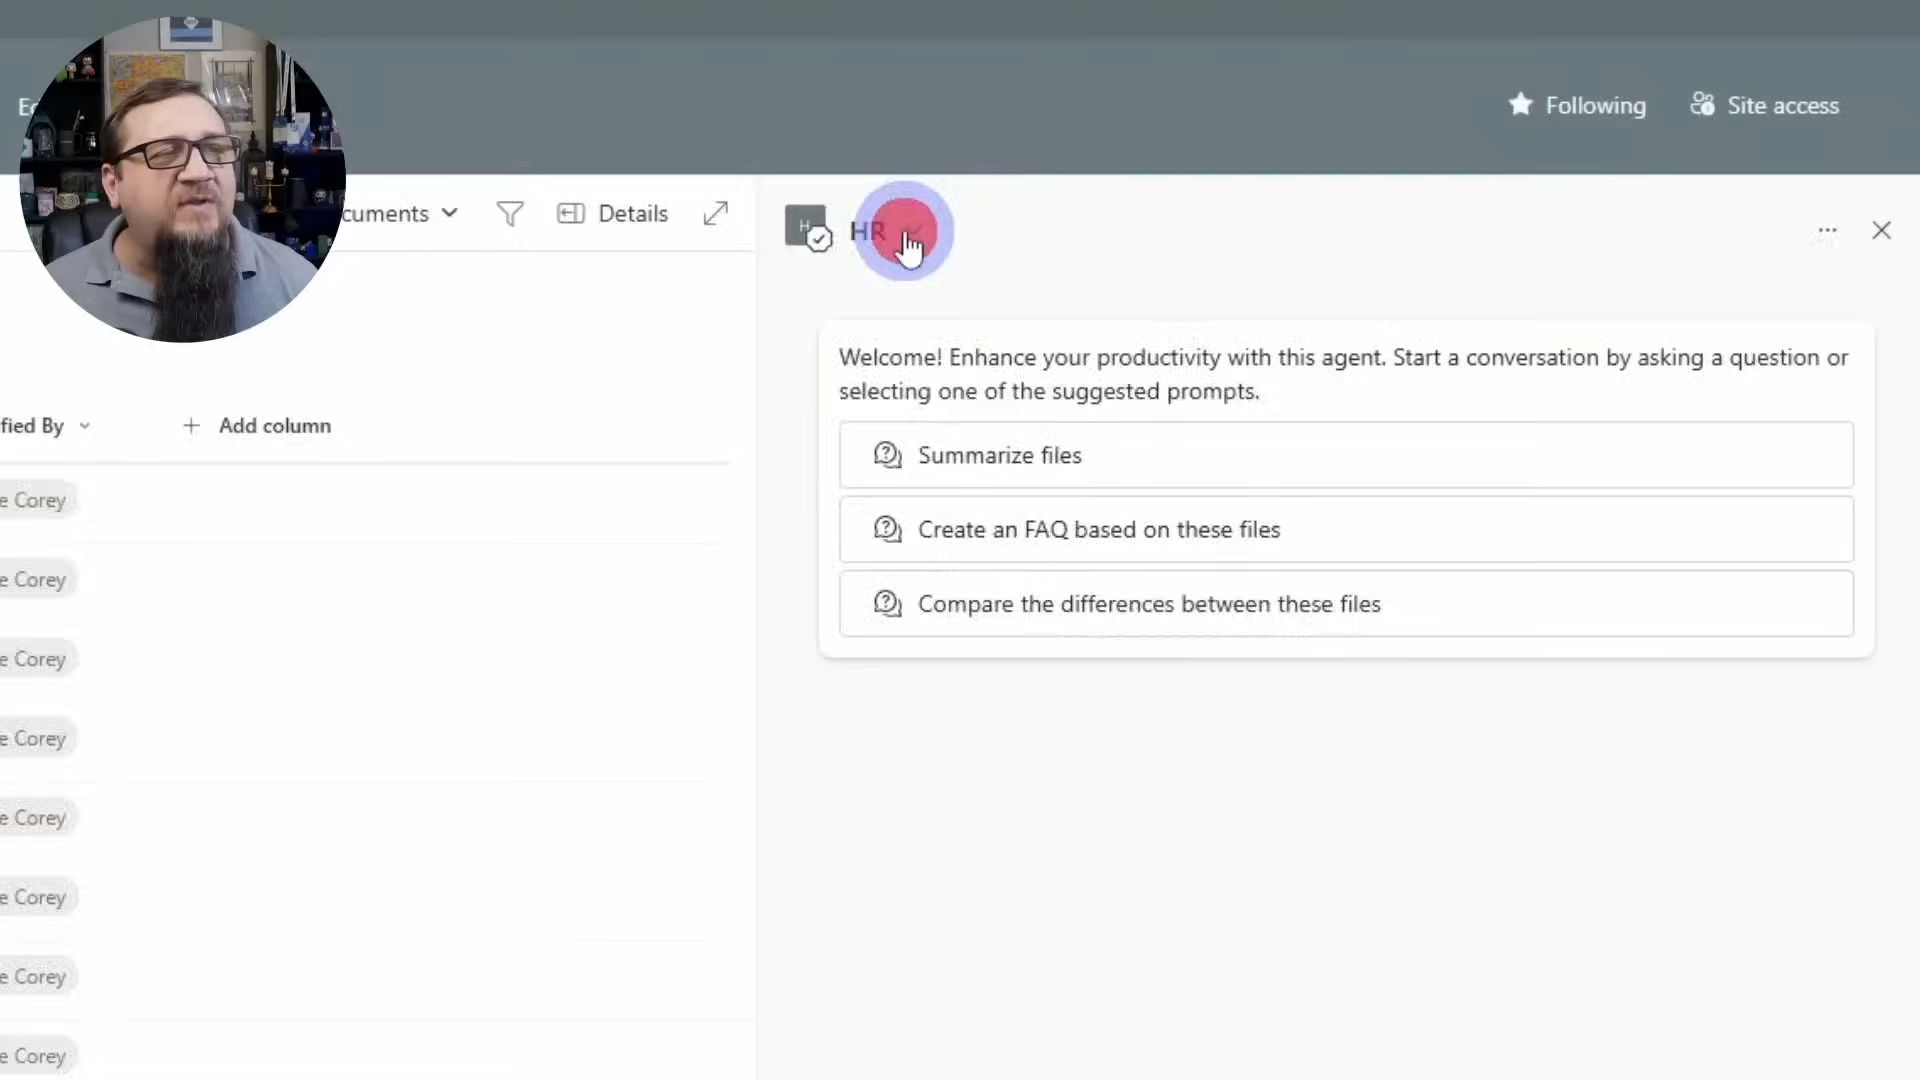 Following
Site access
cuments
Details
H
HR
Welcome! Enhance your productivity with this agent. Start a conversation by asking a question or
selecting one of the suggested prompts.
fied By
+ Add column
Summarize files
e Corey
Create an FAQ based on these files
e Corey
Compare the differences between these files
e Corey
e Corey
e Corey
e Corey
e Corey
e Corey